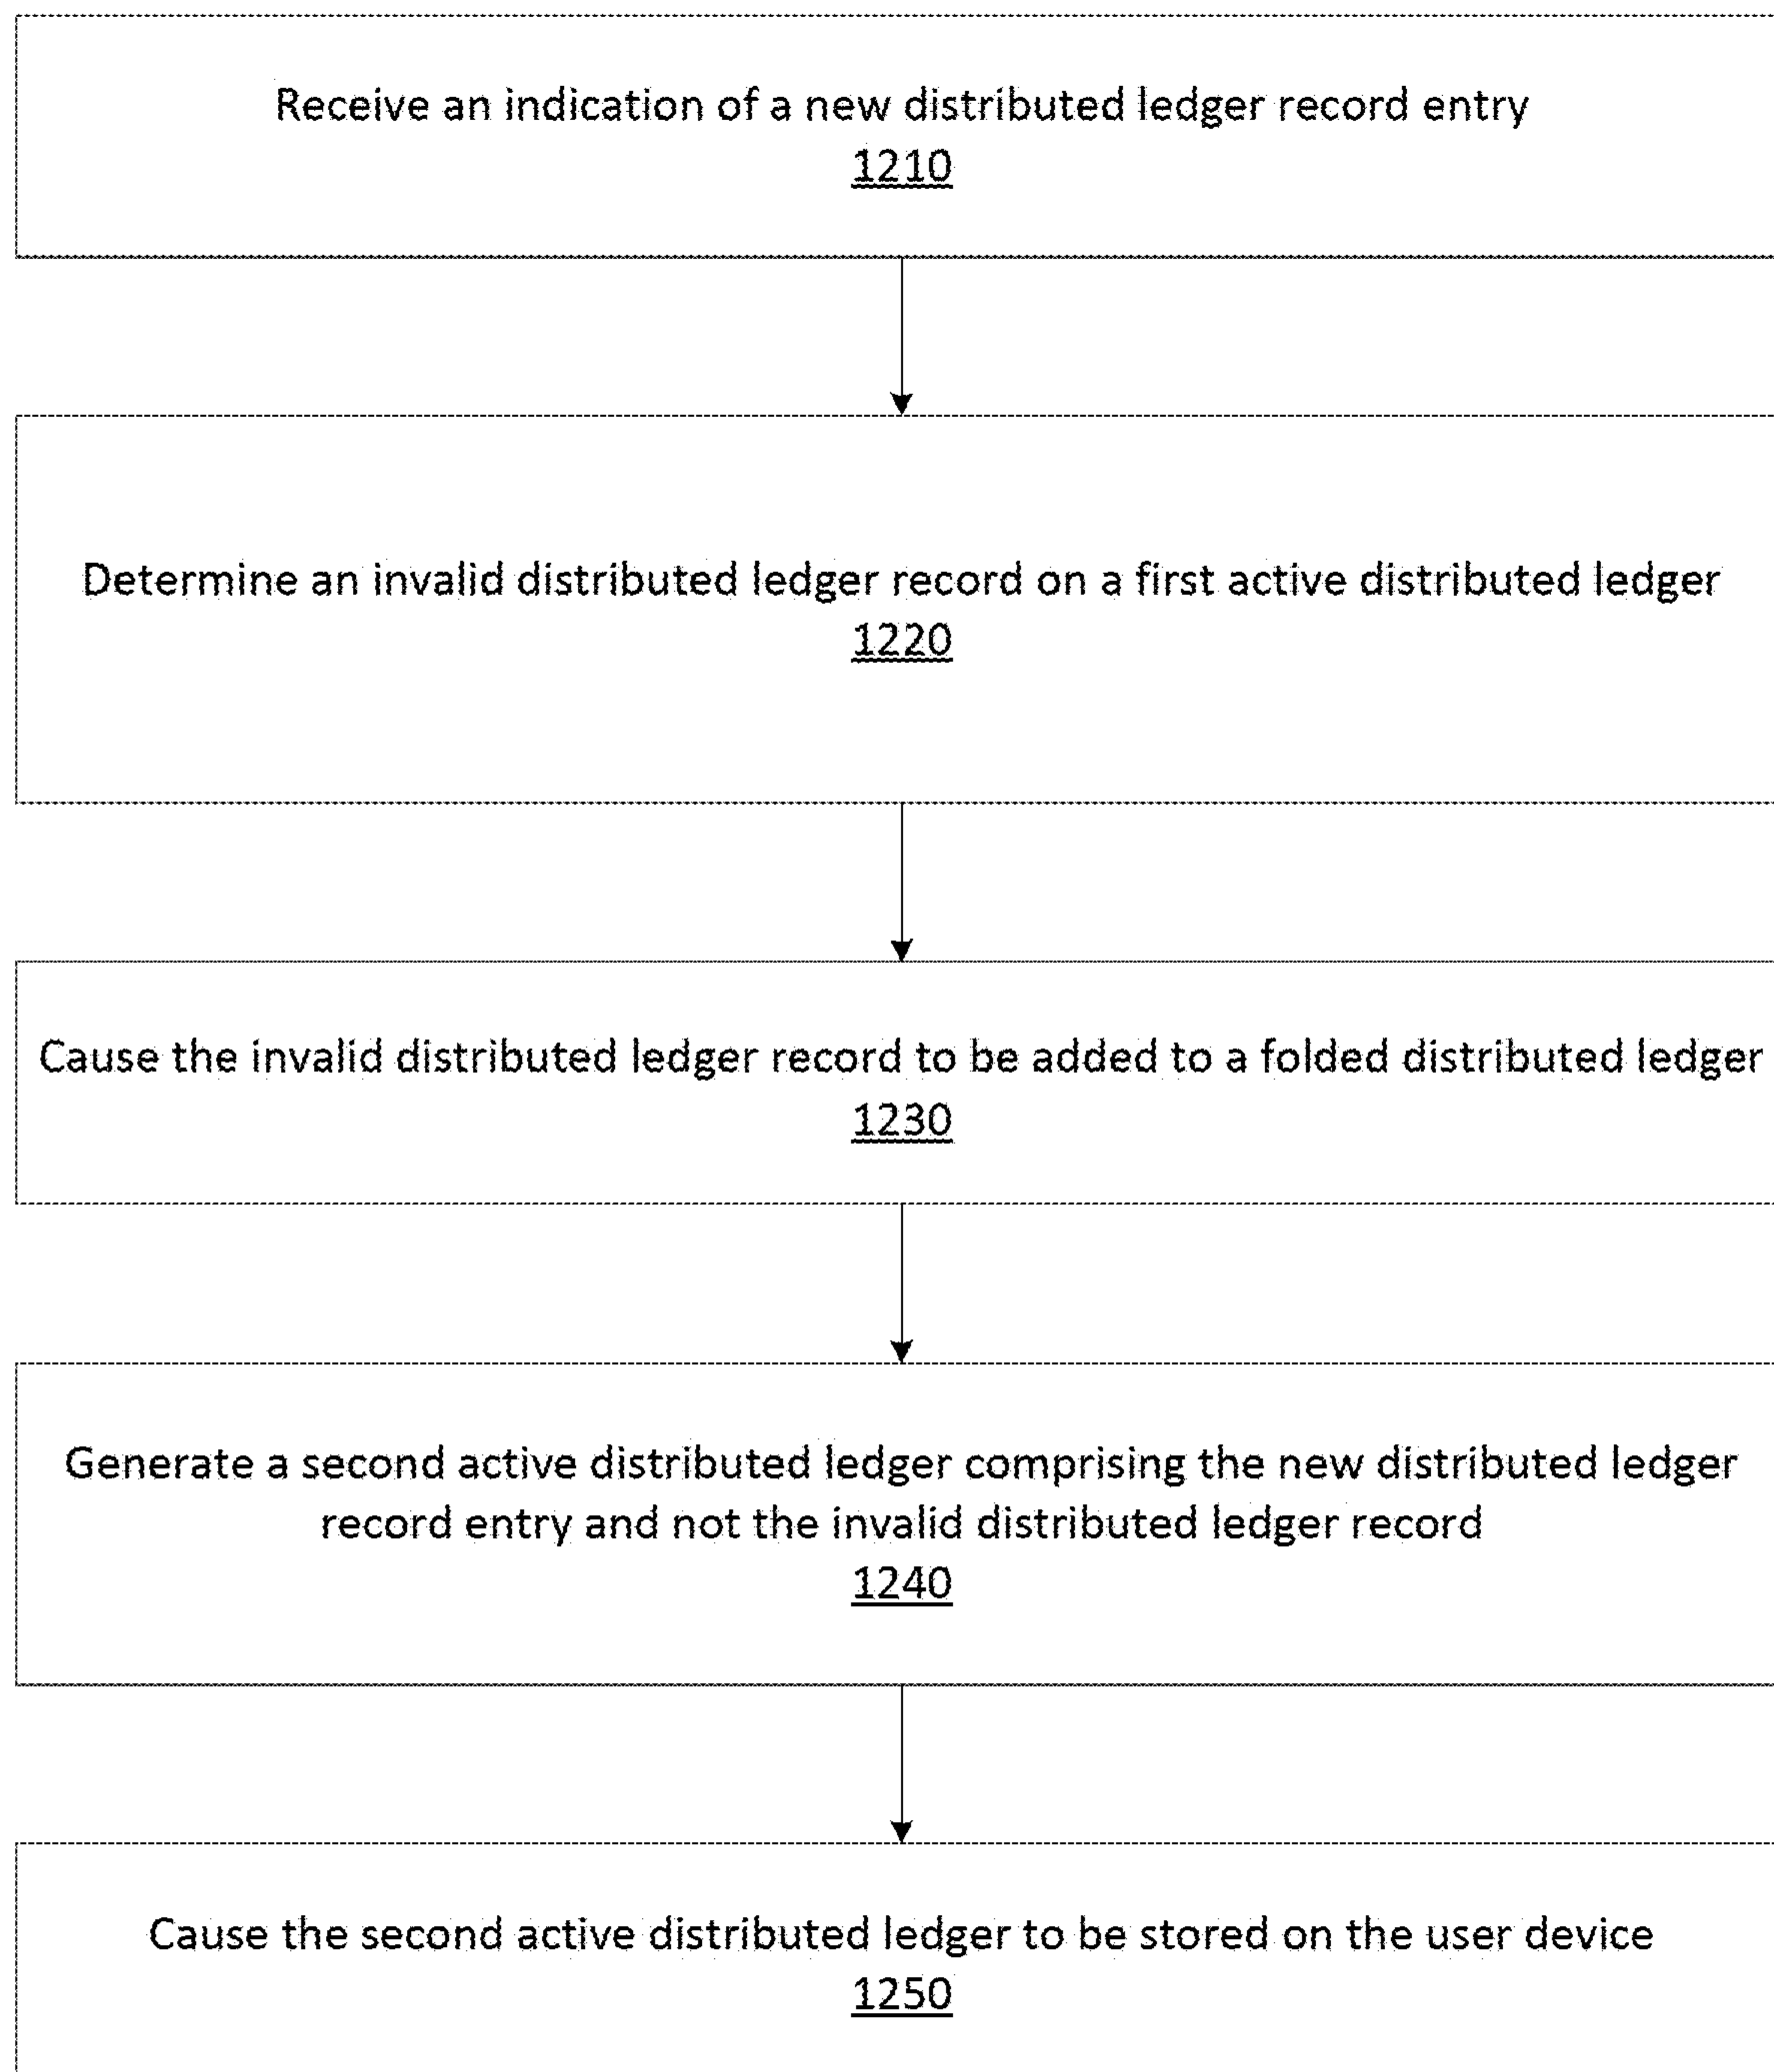 Receive an indication of a new distributed ledger record entry
1210
Determine an invalid distributed ledger record on a first active distributed ledger
1220
Cause the invalid distributed ledger record to be added to a folded distributed ledger
1230
Generate a second active distributed ledger comprising the new distributed ledger
record entry and not the invalid distributed ledger record
1240
Cause the second active distributed ledger to be stored on the user device
1250